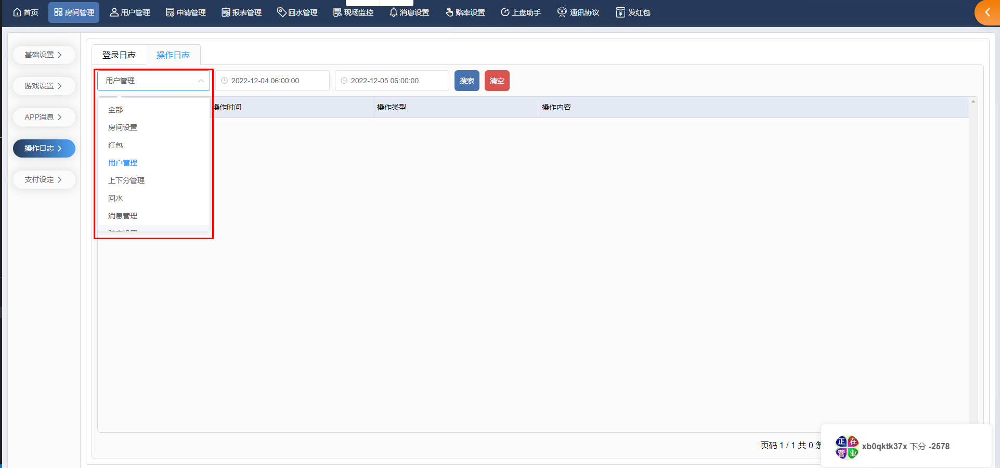 首页 房间管理 用户管理 申请管理 报表管理 回水管理 现场监控 消息设置 赔率设置 上盘助手 通讯协议 发红包
基础设置
游戏设置
APP消息
操作日志
支付设定
登录日志 操作日志
用户管理 2022-12-04 06:00:00 2022-12-05 06:00:00 搜索 清空
操作时间 操作类型 操作内容
全部
房间设置
红包
用户管理
上下分管理
回水
消息管理
页码 1 / 1 共 0 条
正在营业
xb0qktk37x 下分 -2578